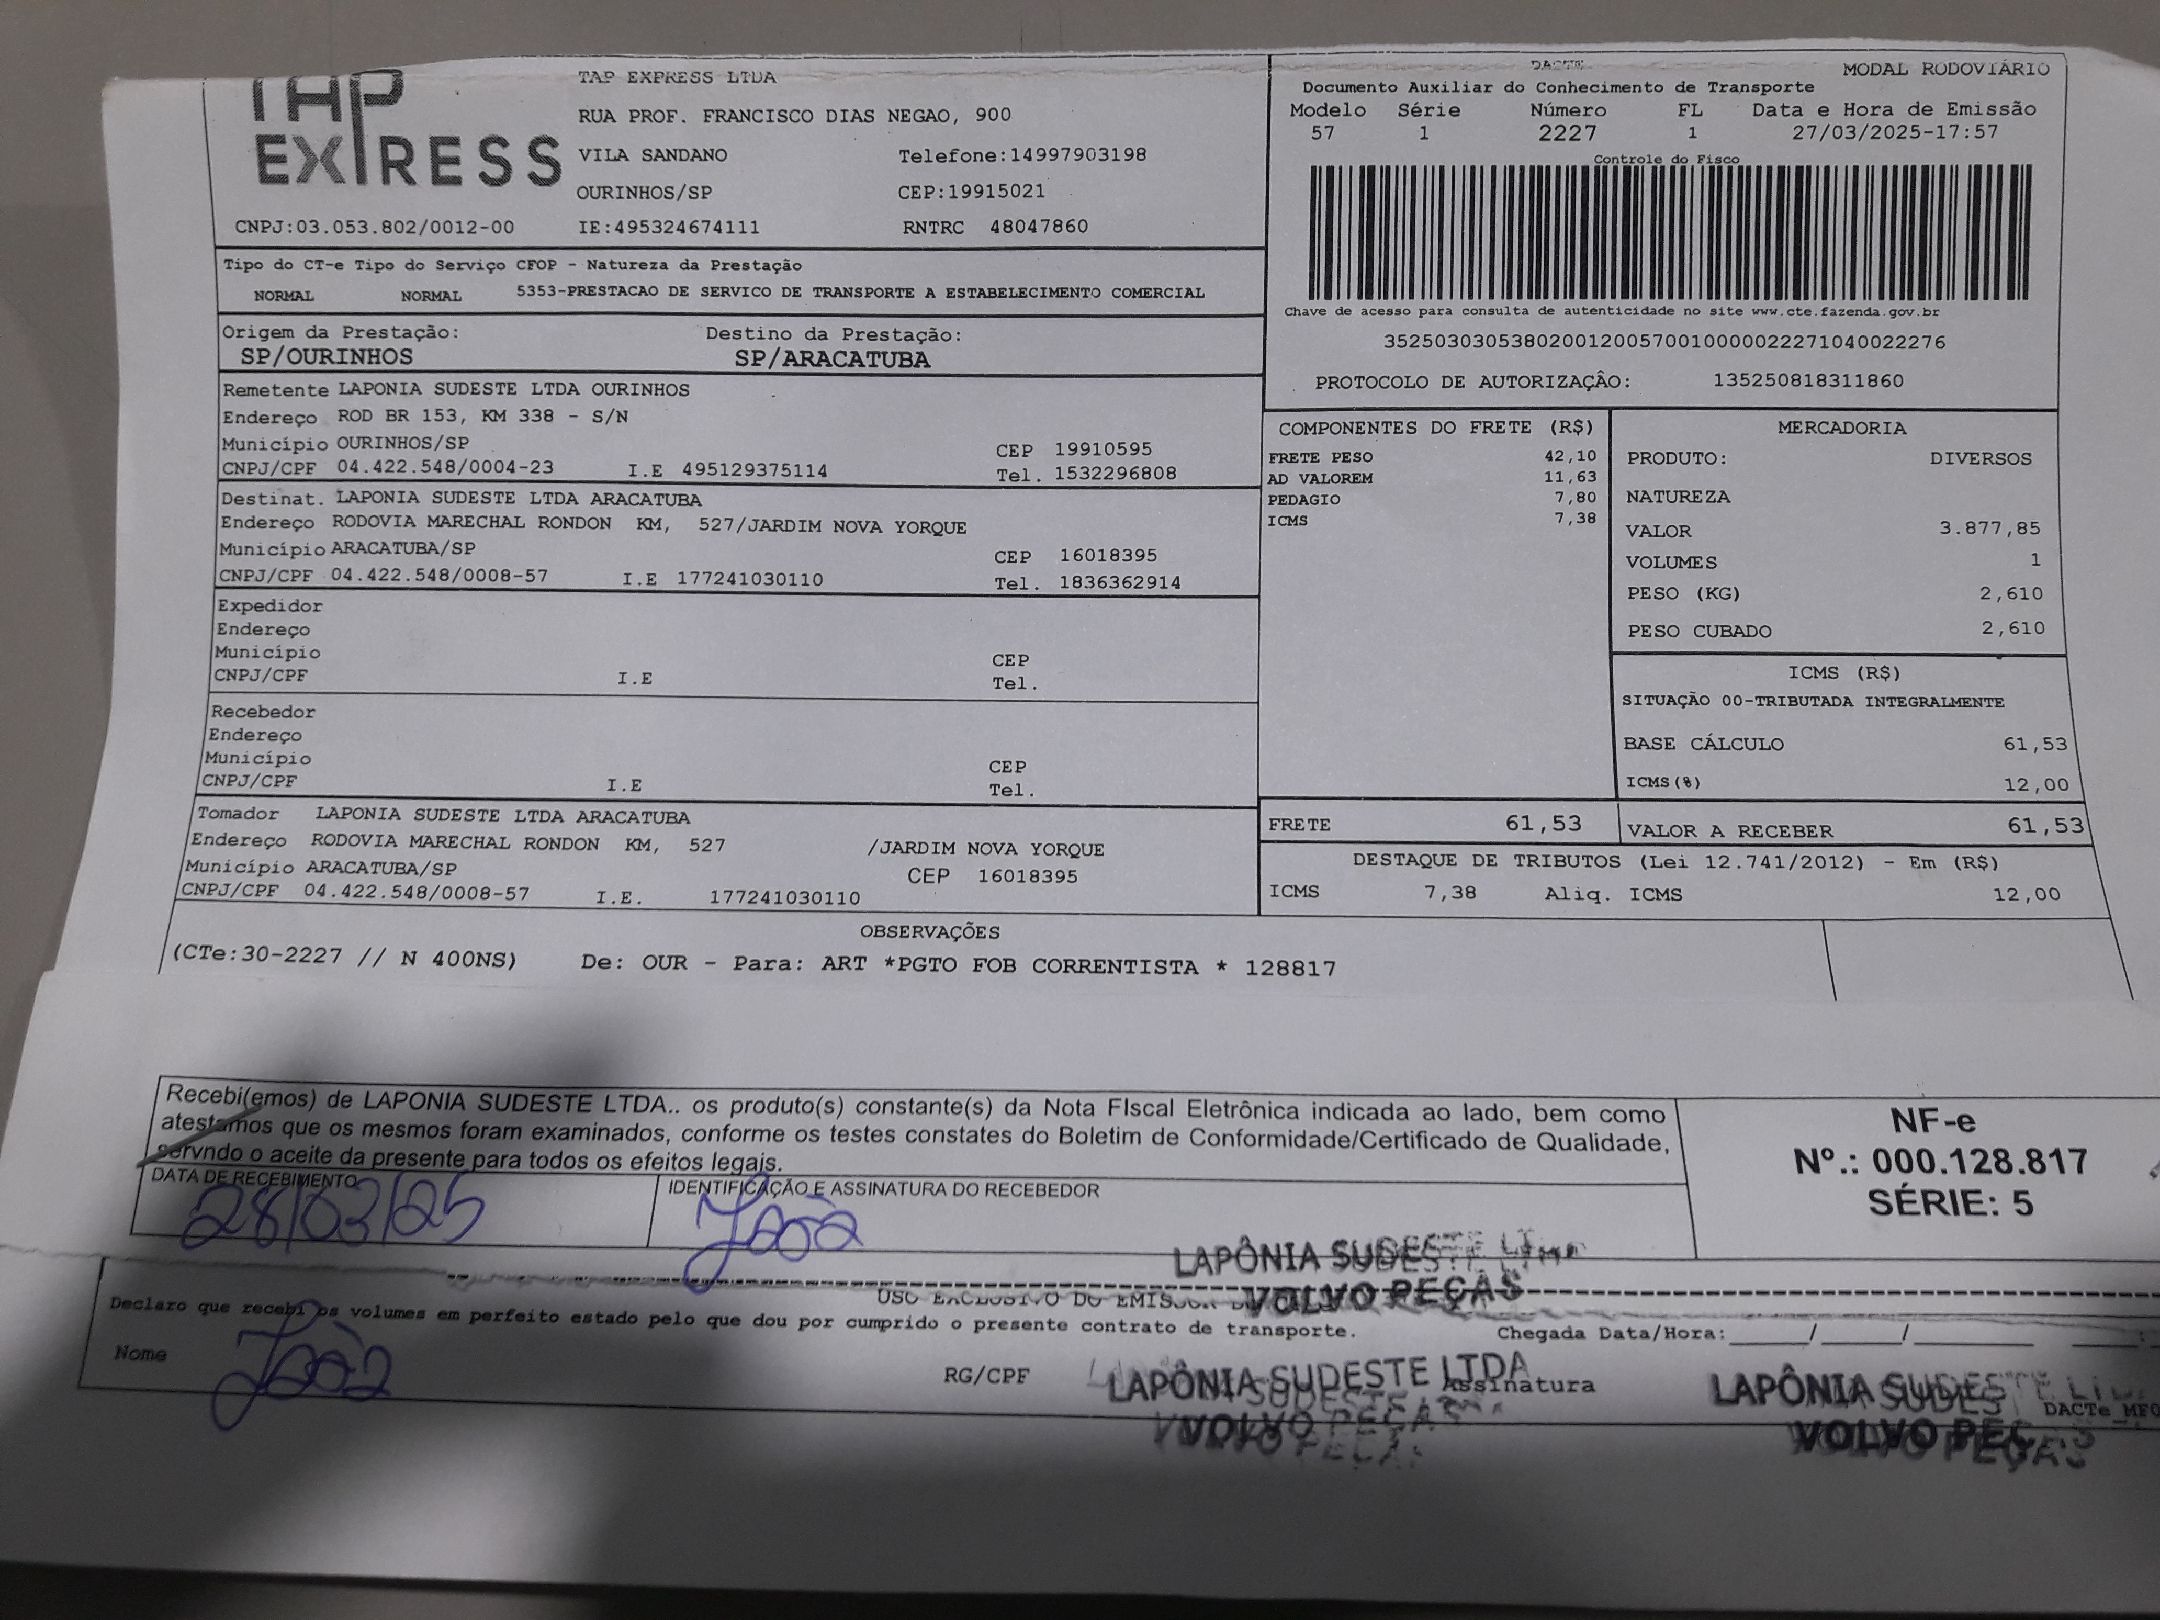 TAP EXPRESS
TAP EXPRESS LTDA
RUA PROF. FRANCISCO DIAS NEGAO, 900
VILA SANDANO Telefone:14997903198
OURINHOS/SP CEP:19915021
CNPJ:03.053.802/0012-00 IE:495324674111 RNTRC 48047860
DACTE MODAL RODOVIÁRIO
Documento Auxiliar do Conhecimento de Transporte
Modelo Série Número FL Data e Hora de Emissão
57 1 2227 1 27/03/2025-17:57
Controle do Fisco
Chave de acesso para consulta de autenticidade no site www.cte.fazenda.gov.br
35250303053802001200570010000022271040022276
PROTOCOLO DE AUTORIZAÇÃO: 135250818311860
Tipo do CT-e Tipo do Serviço CFOP - Natureza da Prestação
NORMAL NORMAL 5353-PRESTACAO DE SERVICO DE TRANSPORTE A ESTABELECIMENTO COMERCIAL
Origem da Prestação: Destino da Prestação:
SP/OURINHOS SP/ARACATUBA
Remetente LAPONIA SUDESTE LTDA OURINHOS
Endereço ROD BR 153, KM 338 - S/N
Município OURINHOS/SP CEP 19910595
CNPJ/CPF 04.422.548/0004-23 I.E 495129375114 Tel. 1532296808
Destinat. LAPONIA SUDESTE LTDA ARACATUBA
Endereço RODOVIA MARECHAL RONDON KM, 527/JARDIM NOVA YORQUE
Município ARACATUBA/SP CEP 16018395
CNPJ/CPF 04.422.548/0008-57 I.E 177241030110 Tel. 1836362914
Expedidor
Endereço
Município CEP
CNPJ/CPF I.E Tel.
Recebedor
Endereço
Município CEP
CNPJ/CPF I.E Tel.
Tomador LAPONIA SUDESTE LTDA ARACATUBA
Endereço RODOVIA MARECHAL RONDON KM, 527 /JARDIM NOVA YORQUE
Município ARACATUBA/SP CEP 16018395
CNPJ/CPF 04.422.548/0008-57 I.E. 177241030110
COMPONENTES DO FRETE (R$)
FRETE PESO 42,10
AD VALOREM 11,63
PEDAGIO 7,80
ICMS 7,38
MERCADORIA
PRODUTO: DIVERSOS
NATUREZA
VALOR 3.877,85
VOLUMES 1
PESO (KG) 2,610
PESO CUBADO 2,610
ICMS (R$)
SITUAÇÃO 00-TRIBUTADA INTEGRALMENTE
BASE CÁLCULO 61,53
ICMS(%) 12,00
FRETE 61,53 VALOR A RECEBER 61,53
DESTAQUE DE TRIBUTOS (Lei 12.741/2012) - Em (R$)
ICMS 7,38 Aliq. ICMS 12,00
OBSERVAÇÕES
(CTe:30-2227 // N 400NS) De: OUR - Para: ART *PGTO FOB CORRENTISTA * 128817
Recebi(emos) de LAPONIA SUDESTE LTDA.. os produto(s) constante(s) da Nota FIscal Eletrônica indicada ao lado, bem como
atestamos que os mesmos foram examinados, conforme os testes constates do Boletim de Conformidade/Certificado de Qualidade,
servndo o aceite da presente para todos os efeitos legais.
DATA DE RECEBIMENTO IDENTIFICAÇÃO E ASSINATURA DO RECEBEDOR
28/03/25
NF-e
Nº.: 000.128.817
SÉRIE: 5
LAPÔNIA SUDESTE LTDA
VOLVO PEÇAS
USO EXCLUSIVO DO EMISSOR
Declaro que recebi os volumes em perfeito estado pelo que dou por cumprido o presente contrato de transporte. Chegada Data/Hora: / /
Nome RG/CPF Assinatura
LAPÔNIA SUDESTE LTDA
VOLVO PEÇAS
LAPÔNIA SUDESTE LTDA
VOLVO PEÇAS
DACTe